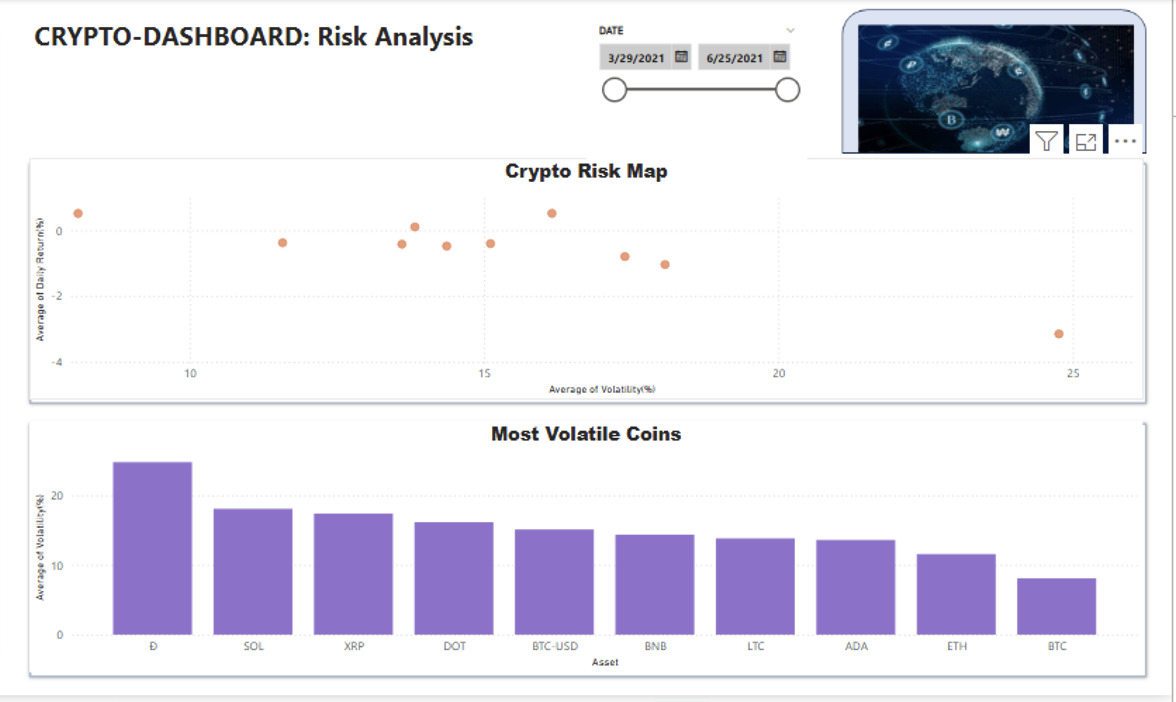 CRYPTO-DASHBOARD: Risk Analysis
DATE
3/29/2021 6/25/2021
Crypto Risk Map
Average of Daily Return(%)
0
-2
-4
10 15 20 25
Average of Volatility(%)
Most Volatile Coins
Average of Volatility(%)
20
10
0
Đ SOL XRP DOT BTC-USD BNB LTC ADA ETH BTC
Asset